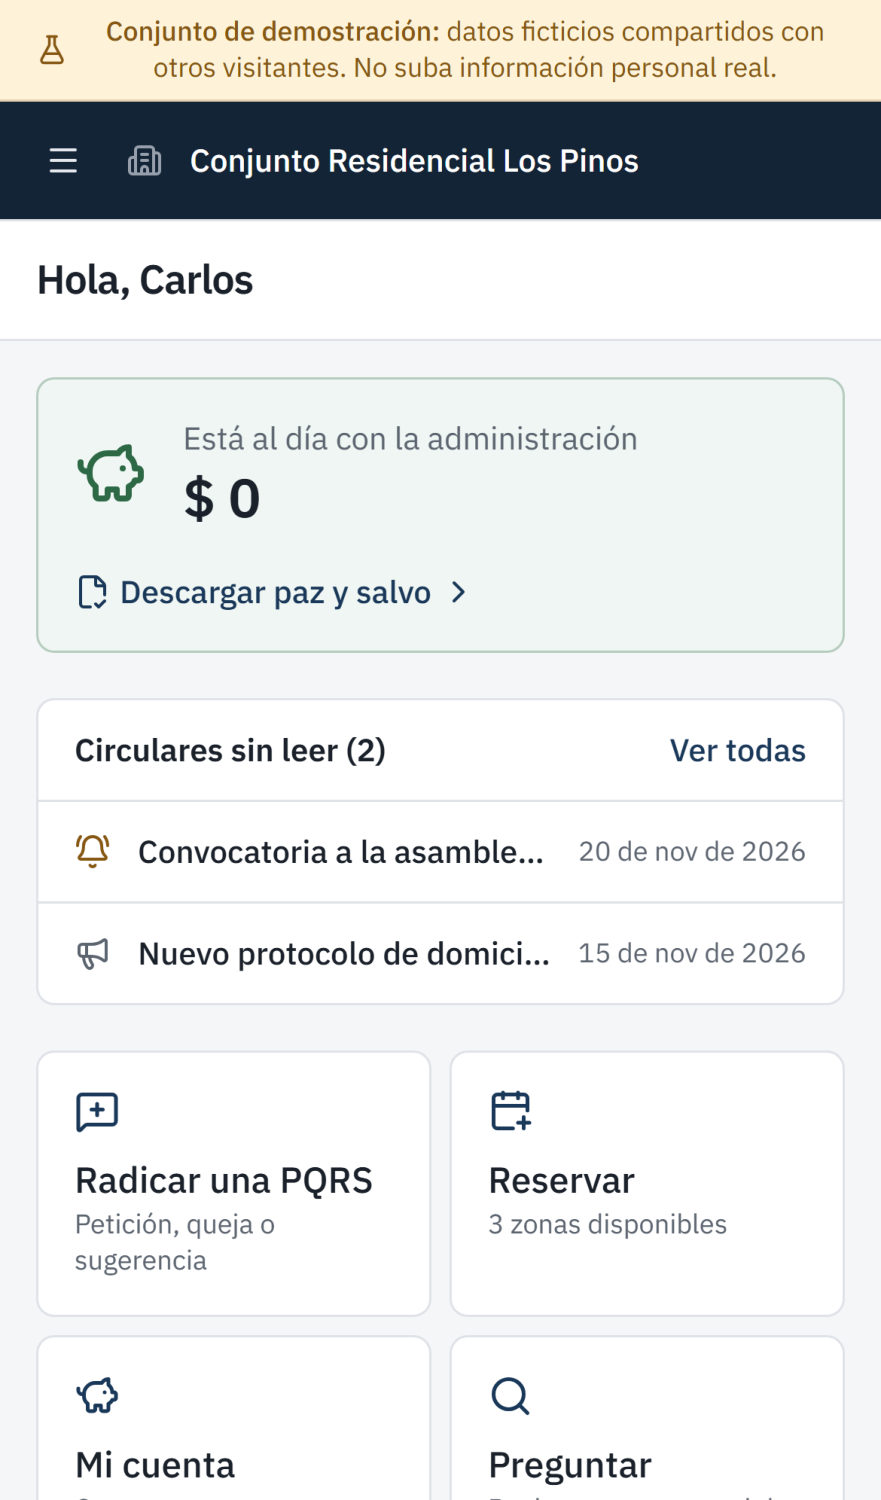 Conjunto de demostración: datos ficticios compartidos con
otros visitantes. No suba información personal real.
Conjunto Residencial Los Pinos
Hola, Carlos
Está al día con la administración
$ 0
Descargar paz y salvo
Circulares sin leer (2)
Ver todas
Convocatoria a la asamble...
20 de nov de 2026
Nuevo protocolo de domici...
15 de nov de 2026
Radicar una PQRS
Petición, queja o
sugerencia
Reservar
3 zonas disponibles
Mi cuenta
Preguntar